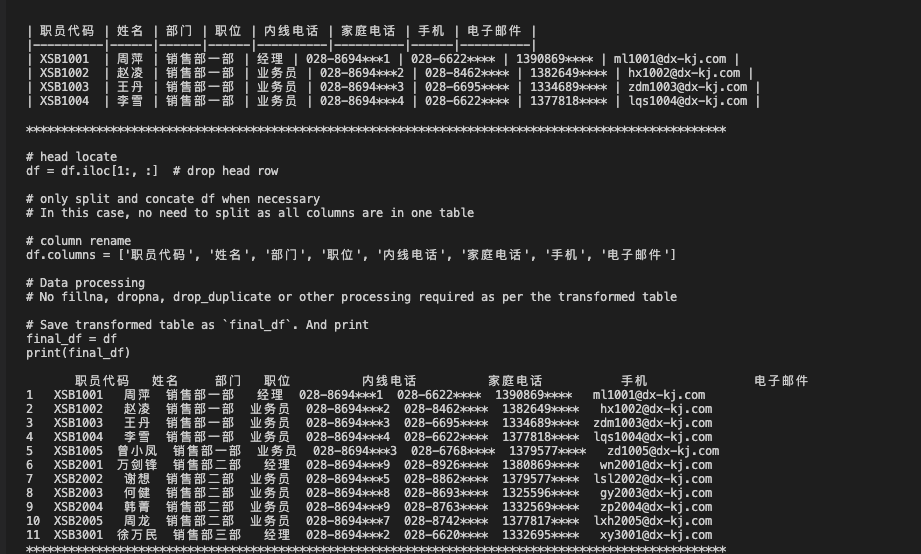 | 职员代码 | 姓名 | 部门 | 职位 | 内线电话 | 家庭电话 | 手机 | 电子邮件 |
|----------|------|------|------|----------|----------|------|----------|
| XSB1001 | 周萍 | 销售部一部 | 经理 | 028-8694***1 | 028-6622**** | 1390869**** | ml1001@dx-kj.com |
| XSB1002 | 赵凌 | 销售部一部 | 业务员 | 028-8694***2 | 028-8462**** | 1382649**** | hx1002@dx-kj.com |
| XSB1003 | 王丹 | 销售部一部 | 业务员 | 028-8694***3 | 028-6695**** | 1334689**** | zdm1003@dx-kj.com |
| XSB1004 | 李雪 | 销售部一部 | 业务员 | 028-8694***4 | 028-6622**** | 1377818**** | lqs1004@dx-kj.com |
****************************************************************************************************
# head locate
df = df.iloc[1:, :]  # drop head row
# only split and concate df when necessary
# In this case, no need to split as all columns are in one table
# column rename
df.columns = ['职员代码', '姓名', '部门', '职位', '内线电话', '家庭电话', '手机', '电子邮件']
# Data processing
# No fillna, dropna, drop_duplicate or other processing required as per the transformed table
# Save transformed table as `final_df`. And print
final_df = df
print(final_df)
职员代码 姓名 部门 职位 内线电话 家庭电话 手机 电子邮件
1 XSB1001 周萍 销售部一部 经理 028-8694***1 028-6622**** 1390869**** ml1001@dx-kj.com
2 XSB1002 赵凌 销售部一部 业务员 028-8694***2 028-8462**** 1382649**** hx1002@dx-kj.com
3 XSB1003 王丹 销售部一部 业务员 028-8694***3 028-6695**** 1334689**** zdm1003@dx-kj.com
4 XSB1004 李雪 销售部一部 业务员 028-8694***4 028-6622**** 1377818**** lqs1004@dx-kj.com
5 XSB1005 曾小凤 销售部一部 业务员 028-8694***3 028-6768**** 1379577**** zd1005@dx-kj.com
6 XSB2001 万剑锋 销售部二部 经理 028-8694***9 028-8926**** 1380869**** wn2001@dx-kj.com
7 XSB2002 谢想 销售部二部 业务员 028-8694***5 028-8862**** 1379577**** lsl2002@dx-kj.com
8 XSB2003 何健 销售部二部 业务员 028-8694***8 028-8693**** 1325596**** gy2003@dx-kj.com
9 XSB2004 韩菁 销售部二部 业务员 028-8694***9 028-8763**** 1332569**** zp2004@dx-kj.com
10 XSB2005 周龙 销售部二部 业务员 028-8694***7 028-8742**** 1377817**** lxh2005@dx-kj.com
11 XSB3001 徐万民 销售部三部 经理 028-8694***2 028-6620**** 1332695**** xy3001@dx-kj.com
****************************************************************************************************